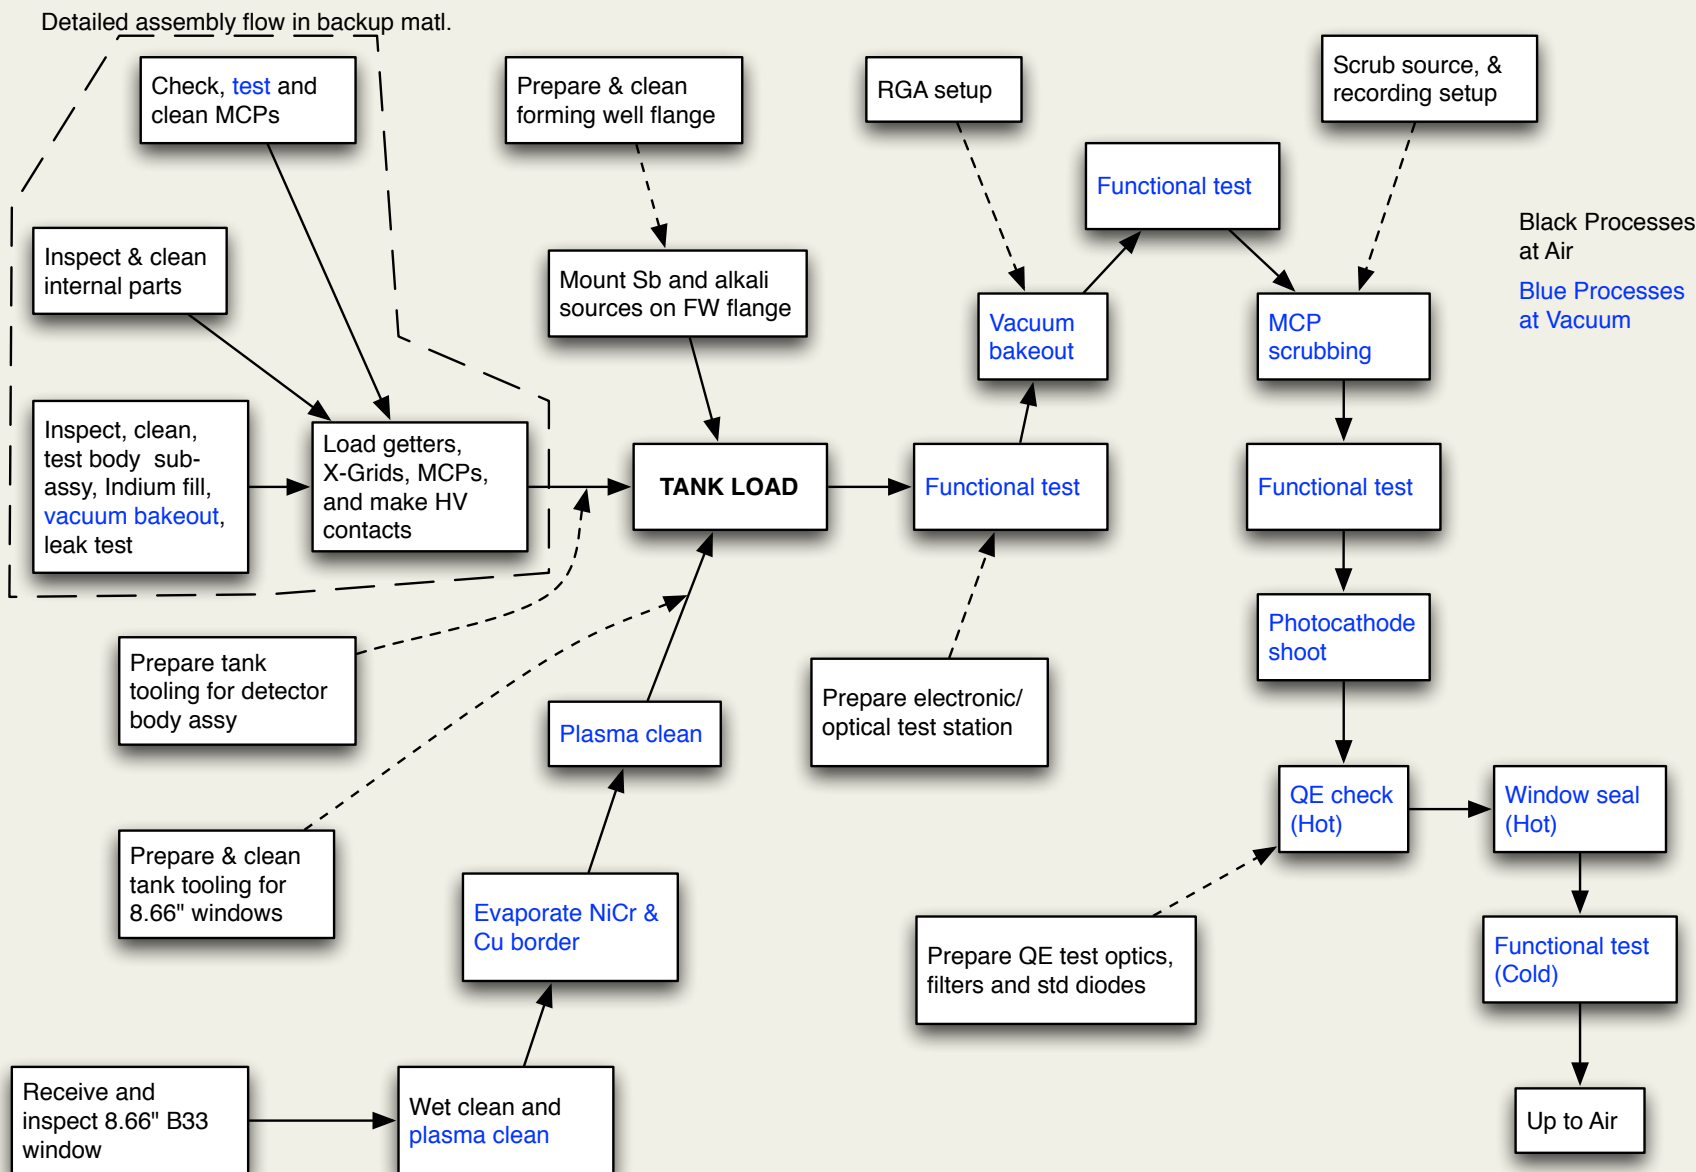 Detailed assembly flow in backup matl.
Check, test and
clean MCPs
Prepare & clean
forming well flange
RGA setup
Scrub source, &
recording setup
Functional test
Black Processes
at Air
Blue Processes
at Vacuum
Inspect & clean
internal parts
Mount Sb and alkali
sources on FW flange
Vacuum
bakeout
MCP
scrubbing
Inspect, clean,
test body sub-
assy, Indium fill,
vacuum bakeout,
leak test
Load getters,
X-Grids, MCPs,
and make HV
contacts
TANK LOAD
Functional test
Functional test
Photocathode
shoot
Prepare tank
tooling for detector
body assy
Plasma clean
Prepare electronic/
optical test station
QE check
(Hot)
Window seal
(Hot)
Prepare & clean
tank tooling for
8.66" windows
Evaporate NiCr &
Cu border
Prepare QE test optics,
filters and std diodes
Functional test
(Cold)
Receive and
inspect 8.66" B33
window
Wet clean and
plasma clean
Up to Air